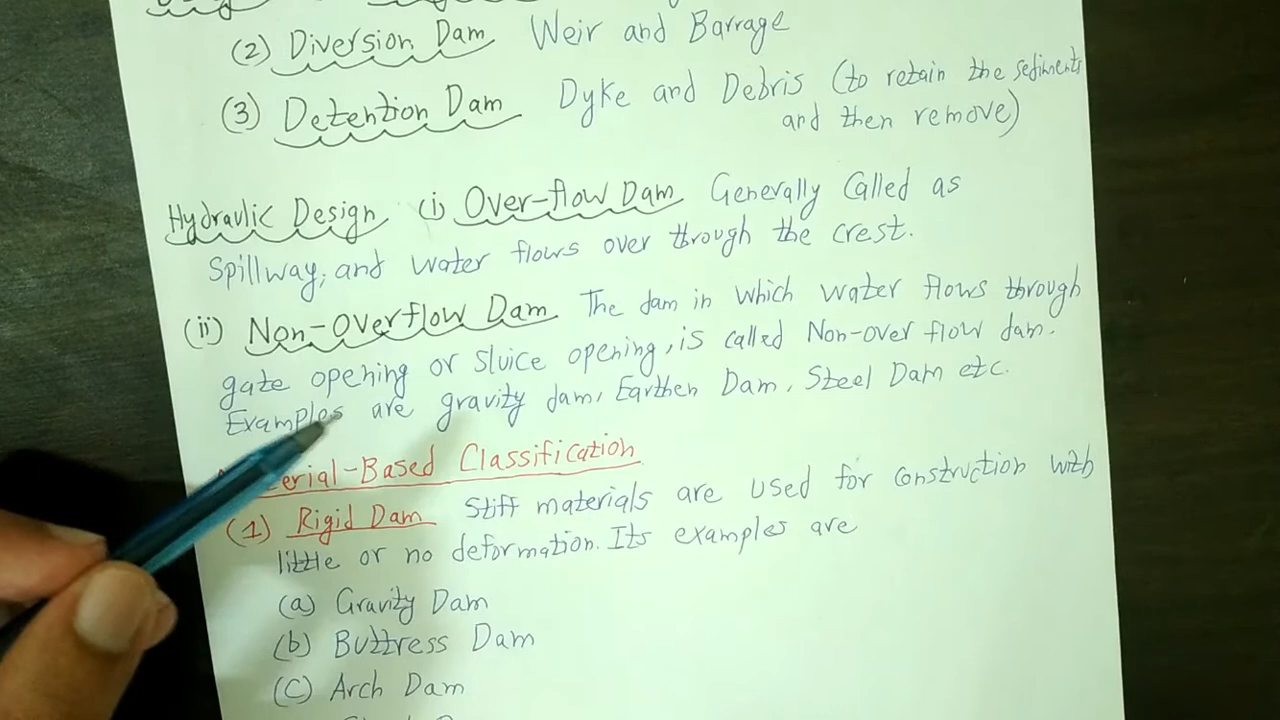 (2) Diversion Dam Weir and Barrage
(3) Detention Dam Dyke and Debris (to retain the sediments
and then remove)
Hydraulic Design (i) Over-flow Dam Generally Called as
Spillway, and water flows over through the crest.
(ii) Non-Overflow Dam The dam in which water flows through
gate opening or sluice opening, is called Non-over flow dam.
Examples are gravity dam, Earthen Dam, Steel Dam etc.
erial-Based Classification
(1) Rigid Dam Stiff materials are used for construction with
little or no deformation. Its examples are
(a) Gravity Dam
(b) Buttress Dam
(c) Arch Dam